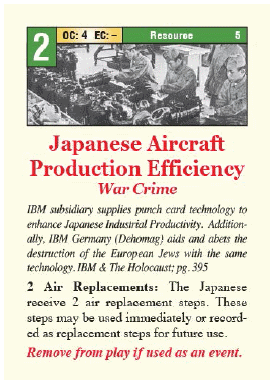 2 OC: 4 EC: – Resource 5
Japanese Aircraft
Production Efficiency
War Crime
IBM subsidiary supplies punch card technology to
enhance Japanese Industrial Productivity. Addition-
ally, IBM Germany (Dehomag) aids and abets the
destruction of the European Jews with the same
technology. IBM & The Holocaust; pg. 395
2 Air Replacements: The Japanese
receive 2 air replacement steps. These
steps may be used immediately or record-
ed as replacement steps for future use.
Remove from play if used as an event.